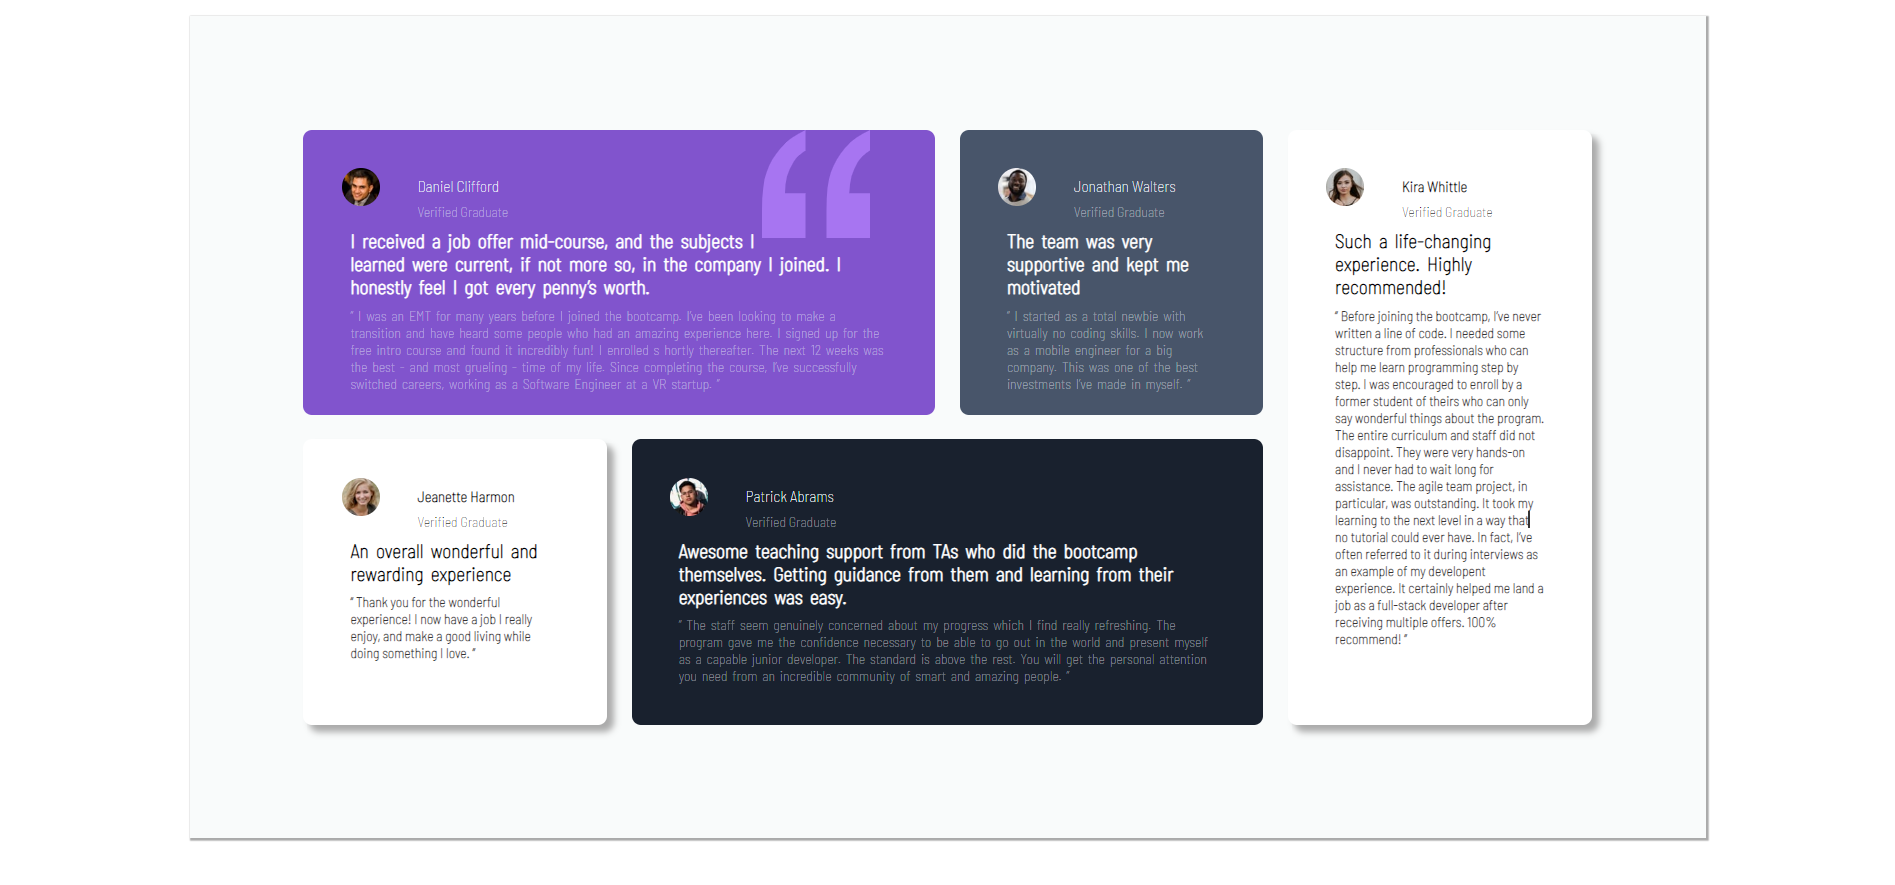 Daniel Clifford
Verified Graduate
I received a job offer mid-course, and the subjects I
learned were current, if not more so, in the company I joined. I
honestly feel I got every penny's worth.
" I was an EMT for many years before I joined the bootcamp. I've been looking to make a
transition and have heard some people who had an amazing experience here. I signed up for the
free intro course and found it incredibly fun! I enrolled s hortly thereafter. The next 12 weeks was
the best - and most grueling - time of my life. Since completing the course, I've successfully
switched careers, working as a Software Engineer at a VR startup. "
Jonathan Walters
Verified Graduate
The team was very
supportive and kept me
motivated
" I started as a total newbie with
virtually no coding skills. I now work
as a mobile engineer for a big
company. This was one of the best
investments I've made in myself. "
Kira Whittle
Verified Graduate
Such a life-changing
experience. Highly
recommended!
" Before joining the bootcamp, I've never
written a line of code. I needed some
structure from professionals who can
help me learn programming step by
step. I was encouraged to enroll by a
former student of theirs who can only
say wonderful things about the program.
The entire curriculum and staff did not
disappoint. They were very hands-on
and I never had to wait long for
assistance. The agile team project, in
particular, was outstanding. It took my
learning to the next level in a way that
no tutorial could ever have. In fact, I've
often referred to it during interviews as
an example of my developent
experience. It certainly helped me land a
job as a full-stack developer after
receiving multiple offers. 100%
recommend! "
Jeanette Harmon
Verified Graduate
An overall wonderful and
rewarding experience
" Thank you for the wonderful
experience! I now have a job I really
enjoy, and make a good living while
doing something I love. "
Patrick Abrams
Verified Graduate
Awesome teaching support from TAs who did the bootcamp
themselves. Getting guidance from them and learning from their
experiences was easy.
" The staff seem genuinely concerned about my progress which I find really refreshing. The
program gave me the confidence necessary to be able to go out in the world and present myself
as a capable junior developer. The standard is above the rest. You will get the personal attention
you need from an incredible community of smart and amazing people. "